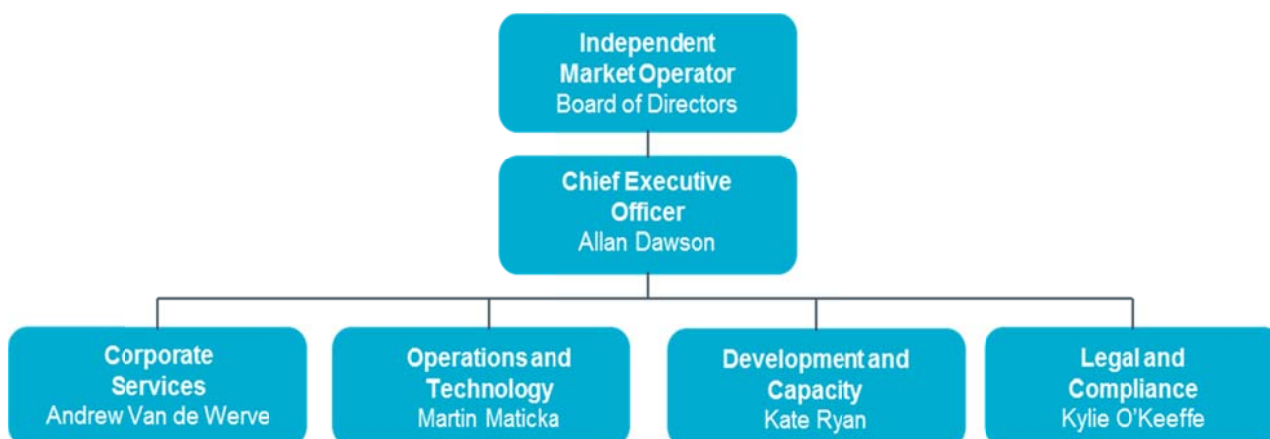 Independent
Market Operator
Board of Directors
Chief Executive
Officer
Allan Dawson
Corporate
Services
Andrew Van de Werve
Operations and
Technology
Martin Maticka
Development and
Capacity
Kate Ryan
Legal and
Compliance
Kylie O'Keeffe